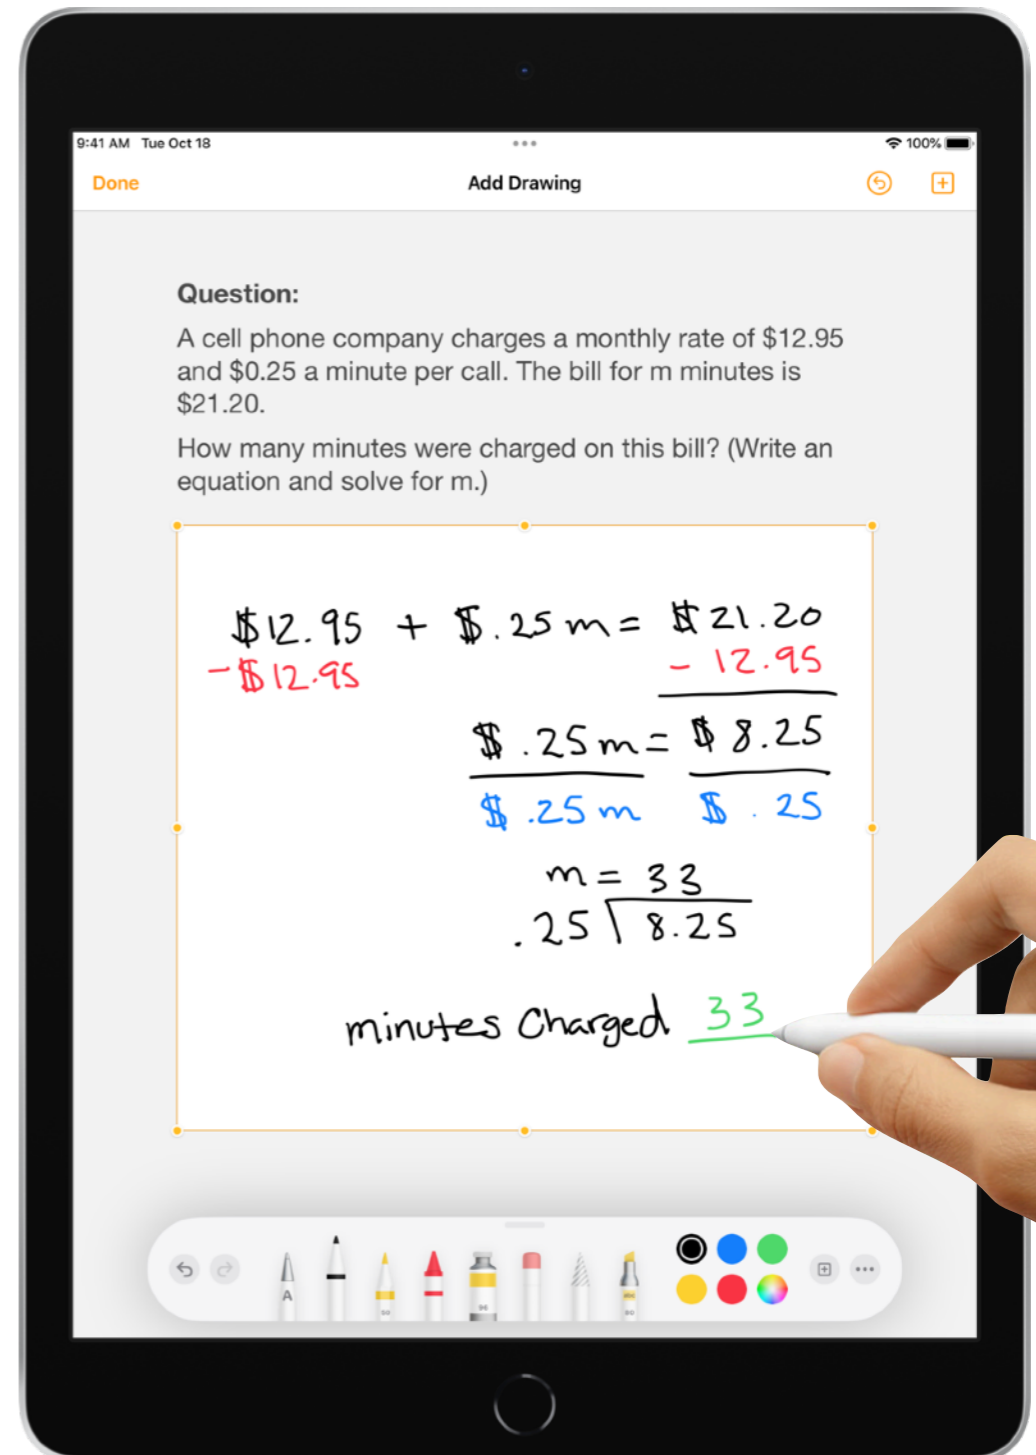 9:41 AM Tue Oct 18
100%
Done
Add Drawing
Question:
A cell phone company charges a monthly rate of $12.95
and $0.25 a minute per call. The bill for m minutes is
$21.20.
How many minutes were charged on this bill? (Write an
equation and solve for m.)
$12.95 + $.25m = $21.20
-$12.95 - 12.95
$.25m = $8.25
$.25m $.25
m = 33
.25 8.25
minutes Charged 33
A